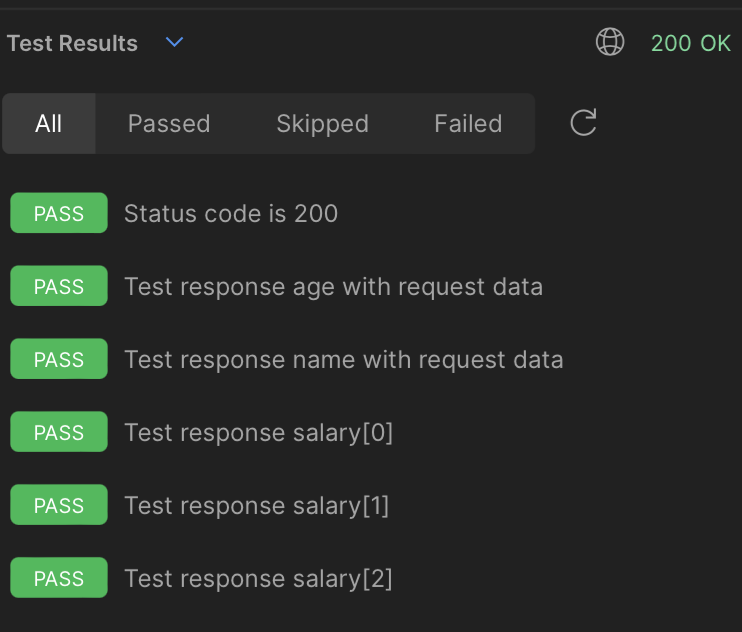 Test Results
200 OK
All Passed Skipped Failed
PASS Status code is 200
PASS Test response age with request data
PASS Test response name with request data
PASS Test response salary[0]
PASS Test response salary[1]
PASS Test response salary[2]